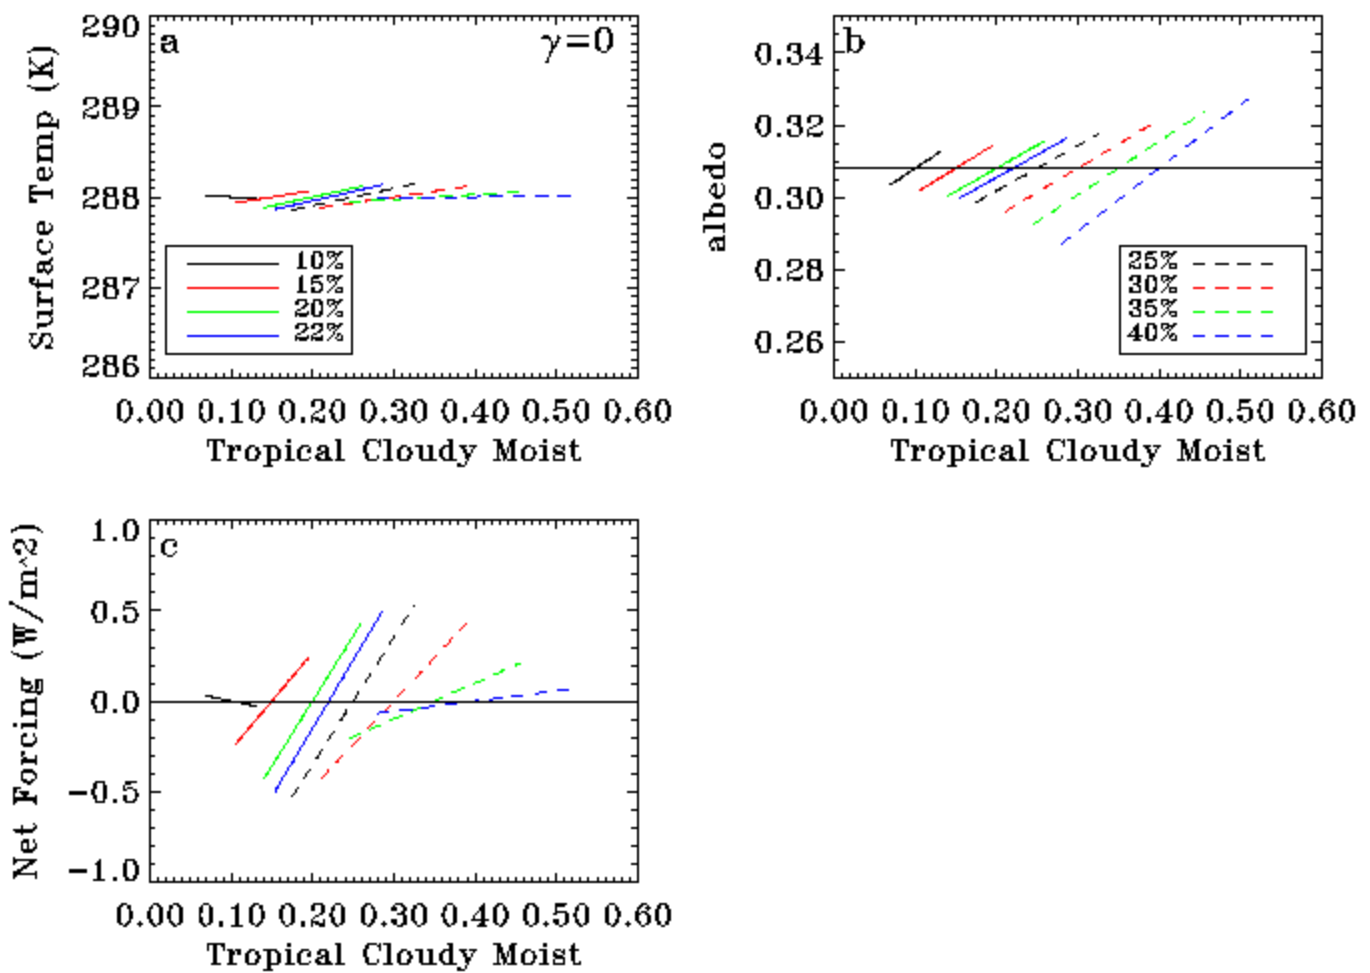 a
γ=0
290
289
288
287
286
Surface Temp (K)
10%
15%
20%
22%
0.00 0.10 0.20 0.30 0.40 0.50 0.60
Tropical Cloudy Moist
b
0.34
0.32
0.30
0.28
0.26
albedo
25%
30%
35%
40%
0.00 0.10 0.20 0.30 0.40 0.50 0.60
Tropical Cloudy Moist
c
1.0
0.5
0.0
-0.5
-1.0
Net Forcing (W/m^2)
0.00 0.10 0.20 0.30 0.40 0.50 0.60
Tropical Cloudy Moist